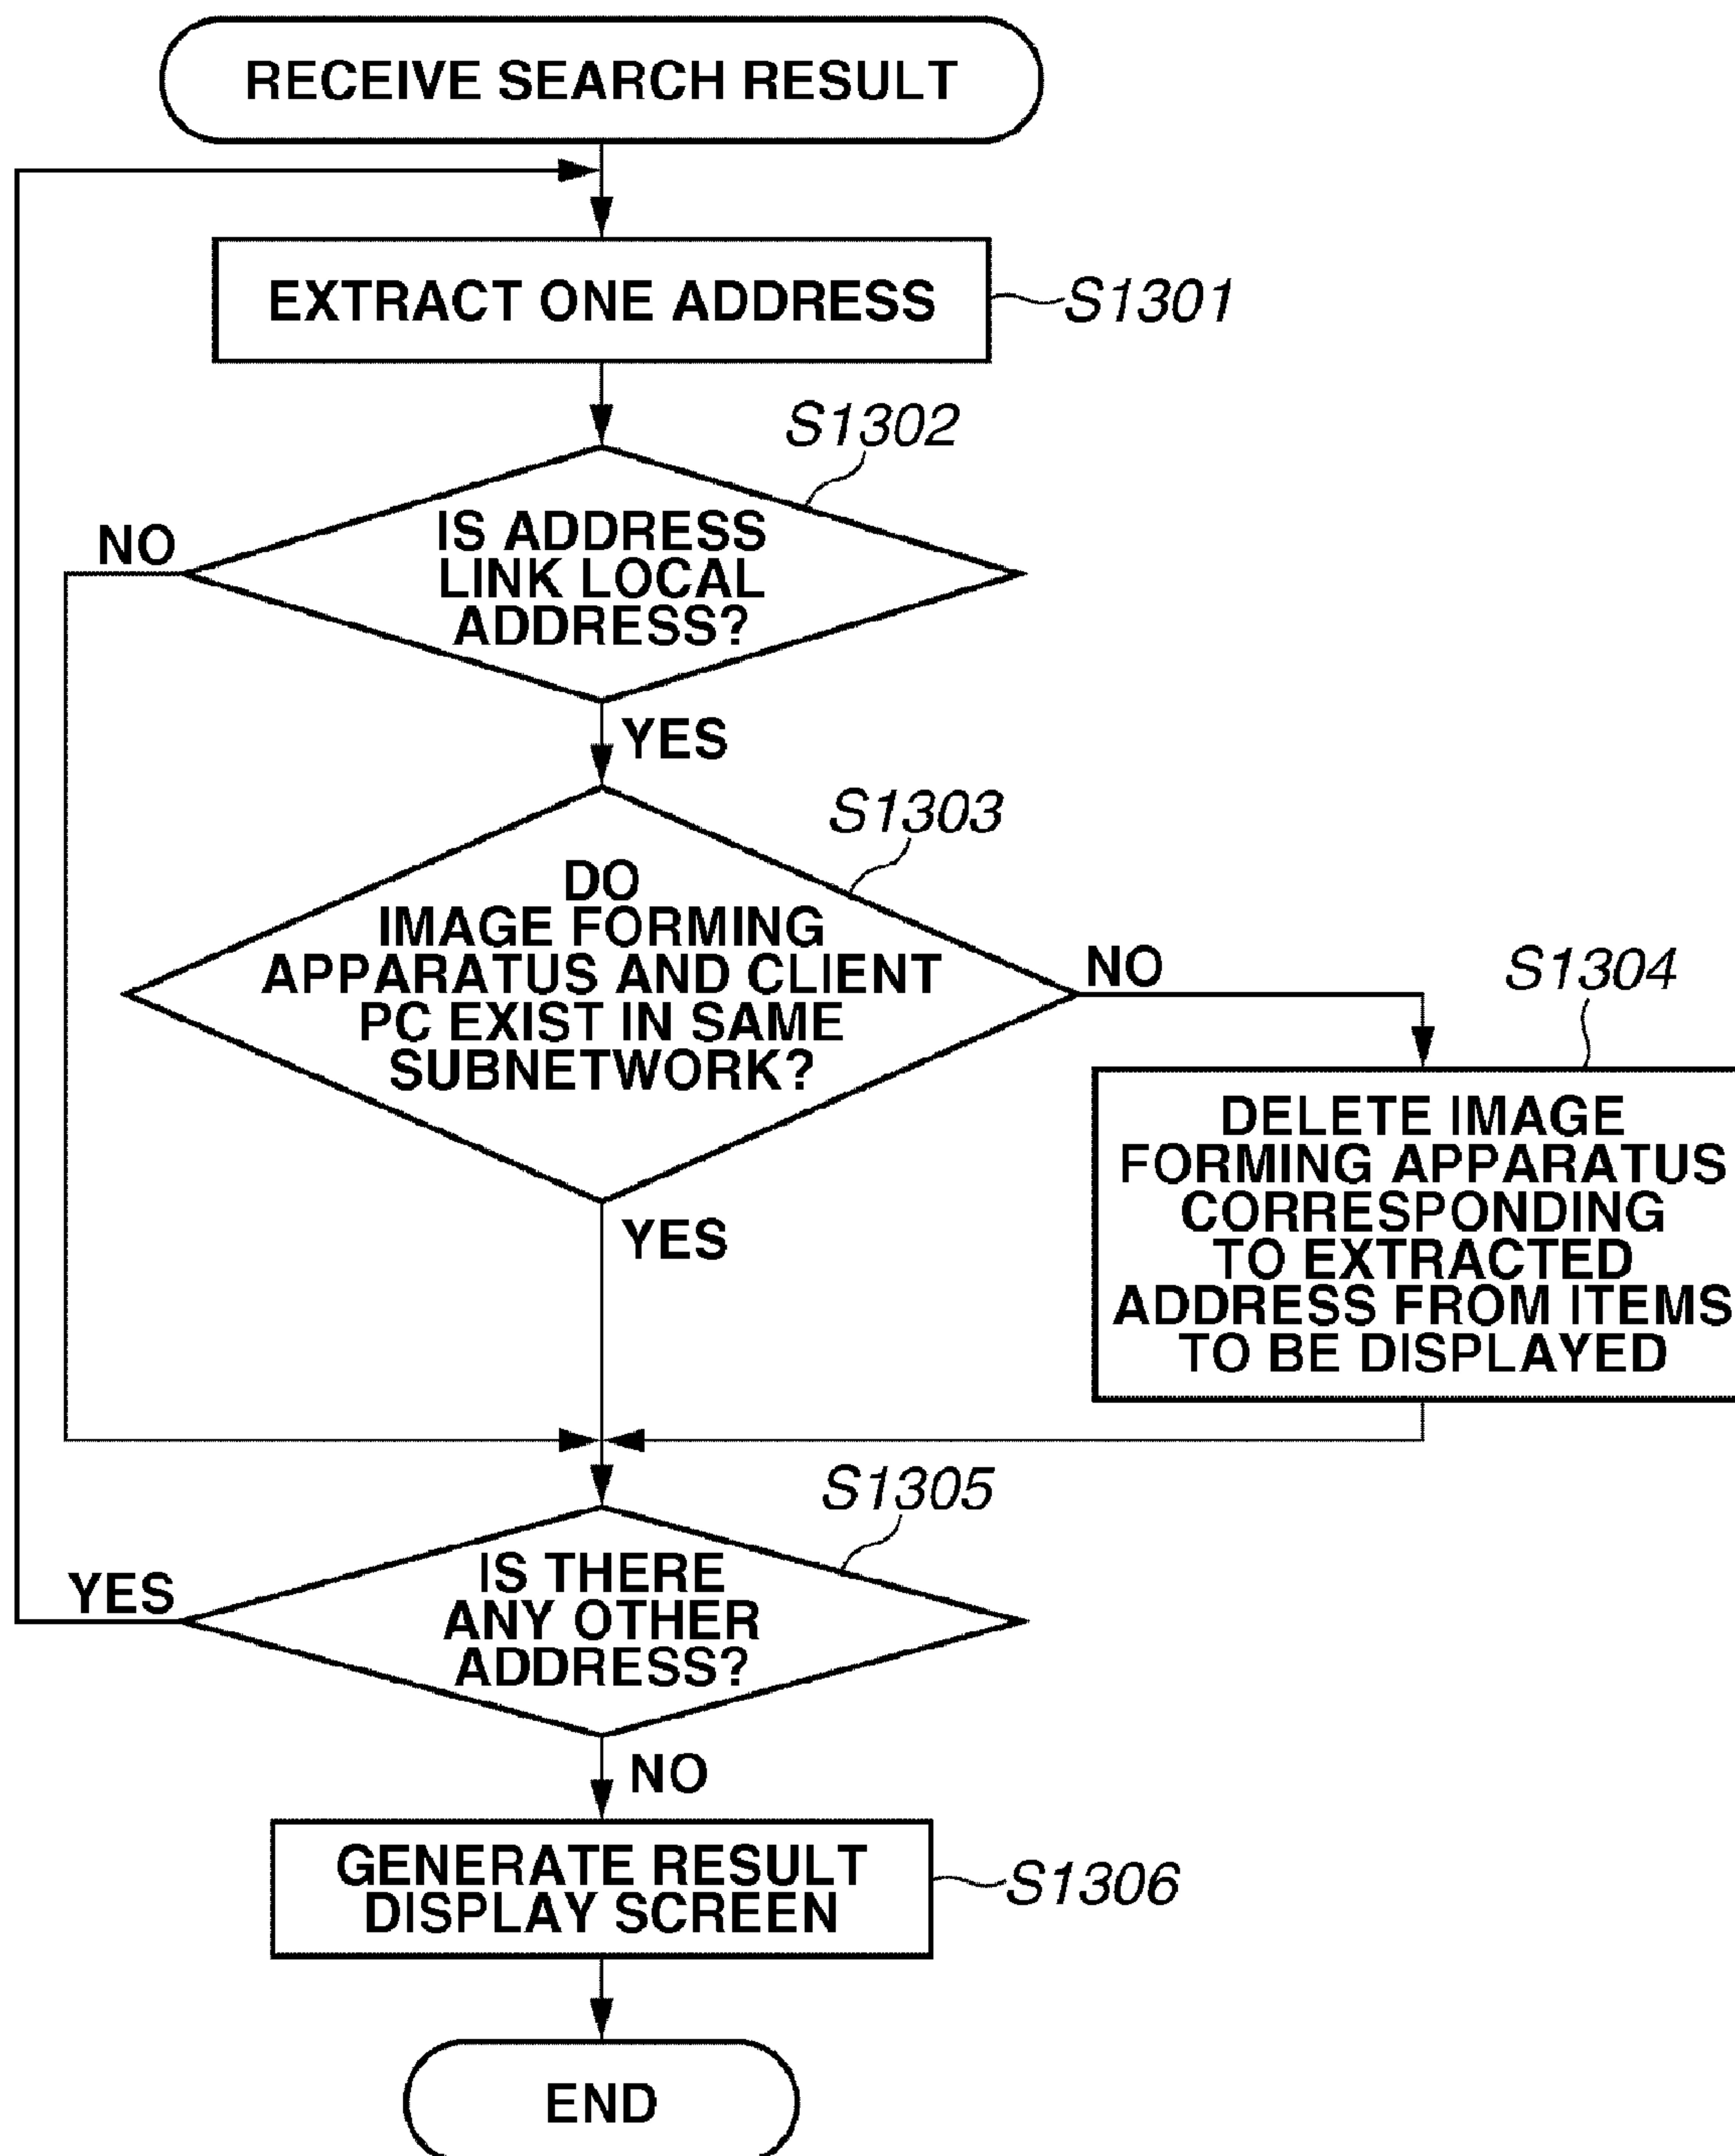 RECEIVE SEARCH RESULT
EXTRACT ONE ADDRESS
S1301
S1302
IS ADDRESS
LINK LOCAL
ADDRESS?
NO
YES
S1303
DO
IMAGE FORMING
APPARATUS AND CLIENT
PC EXIST IN SAME
SUBNETWORK?
NO
YES
S1304
DELETE IMAGE
FORMING APPARATUS
CORRESPONDING
TO EXTRACTED
ADDRESS FROM ITEMS
TO BE DISPLAYED
S1305
IS THERE
ANY OTHER
ADDRESS?
YES
NO
GENERATE RESULT
DISPLAY SCREEN
S1306
END